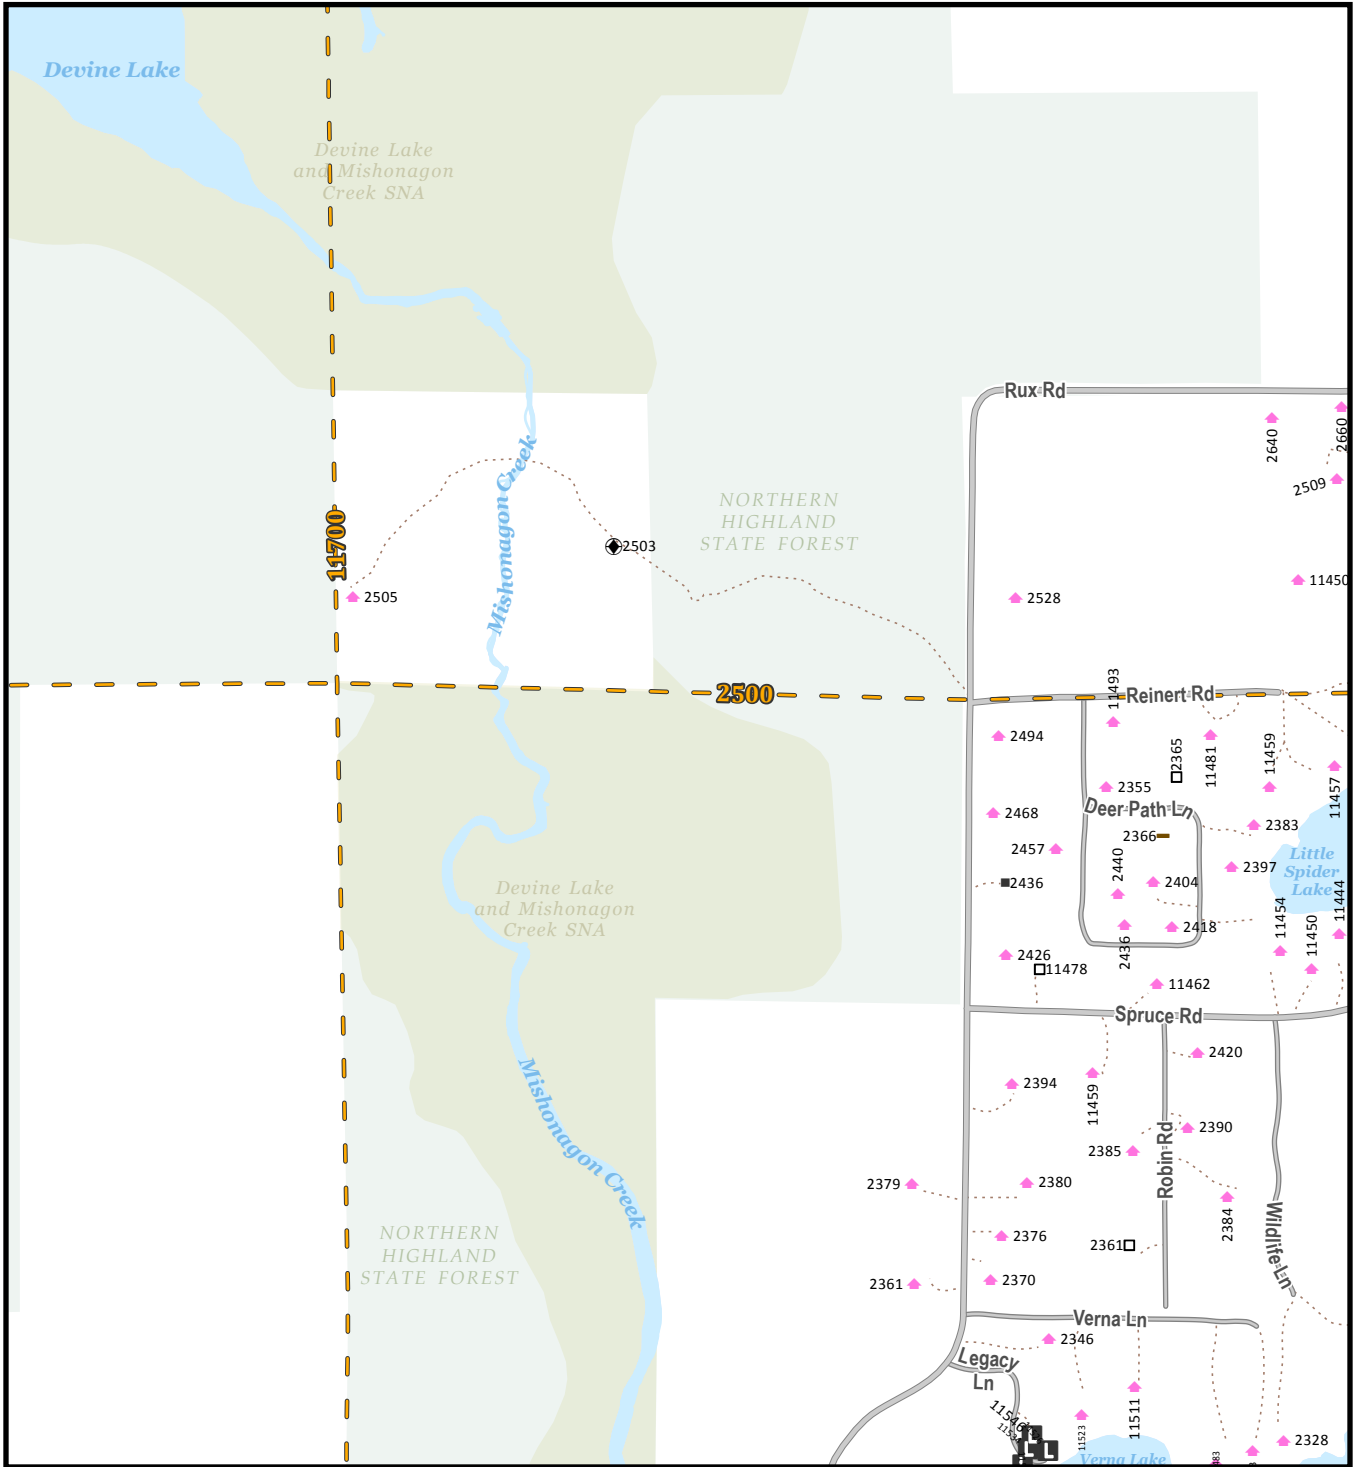 Devine Lake
Devine Lake
and Mishonagon
Creek SNA
Rux Rd
2640
2660
2509
Mishonagon Creek
NORTHERN
HIGHLAND
STATE FOREST
11700
2503
2505
2528
11450
2500
11493
Reinert Rd
2494
2365
11481
11459
11457
2355
Deer Path Ln
2468
2383
2366
2457
2440
2397
Little
Spider
Lake
2436
2404
11444
Devine Lake
and Mishonagon
Creek SNA
2436
2418
11454
11450
2426
11478
11462
Spruce Rd
2420
2394
11459
Mishonagon Creek
2390
2385
Robin Rd
2379
2380
2384
NORTHERN
HIGHLAND
STATE FOREST
2376
2361
Wildlife Ln
2361
2370
Verna Ln
2346
Legacy
Ln
11546
11511
11523
L
L
2328
Verna Lake